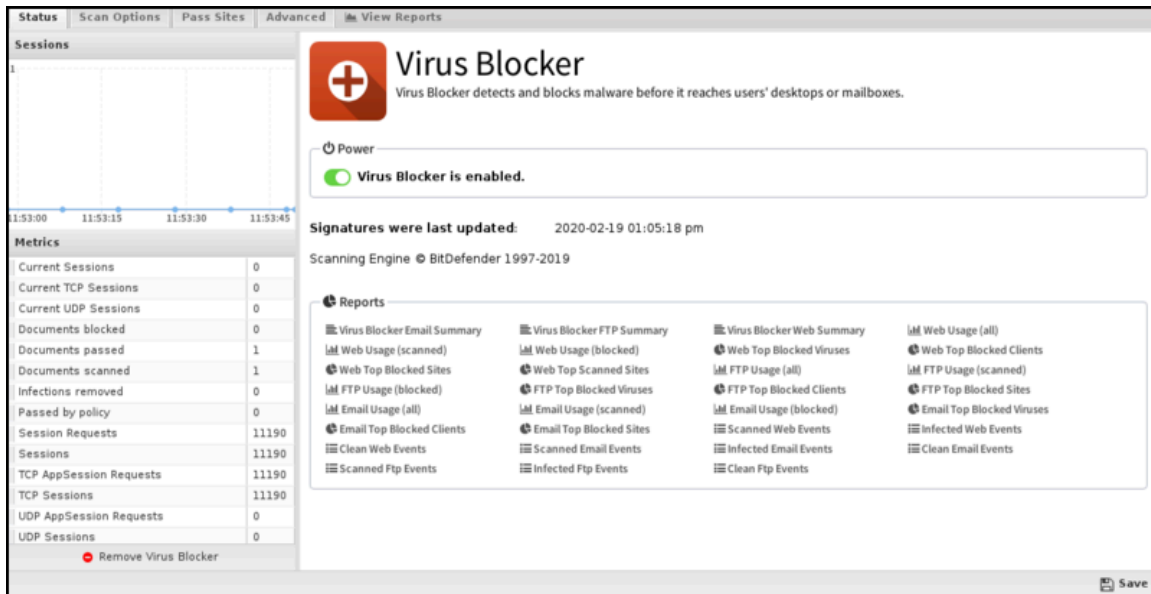 Status Scan Options Pass Sites Advanced View Reports
Sessions
1
11:53:00 11:53:15 11:53:30 11:53:45
Metrics
Current Sessions 0
Current TCP Sessions 0
Current UDP Sessions 0
Documents blocked 0
Documents passed 1
Documents scanned 1
Infections removed 0
Passed by policy 0
Session Requests 11190
Sessions 11190
TCP AppSession Requests 11190
TCP Sessions 11190
UDP AppSession Requests 0
UDP Sessions 0
Remove Virus Blocker
Virus Blocker
Virus Blocker detects and blocks malware before it reaches users' desktops or mailboxes.
Power
Virus Blocker is enabled.
Signatures were last updated: 2020-02-19 01:05:18 pm
Scanning Engine © BitDefender 1997-2019
Reports
Virus Blocker Email Summary Virus Blocker FTP Summary Virus Blocker Web Summary Web Usage (all)
Web Usage (scanned) Web Usage (blocked) Web Top Blocked Viruses Web Top Blocked Clients
Web Top Blocked Sites Web Top Scanned Sites FTP Usage (all) FTP Usage (scanned)
FTP Usage (blocked) FTP Top Blocked Viruses FTP Top Blocked Clients FTP Top Blocked Sites
Email Usage (all) Email Usage (scanned) Email Usage (blocked) Email Top Blocked Viruses
Email Top Blocked Clients Email Top Blocked Sites Scanned Web Events Infected Web Events
Clean Web Events Scanned Email Events Infected Email Events Clean Email Events
Scanned Ftp Events Infected Ftp Events Clean Ftp Events
Save